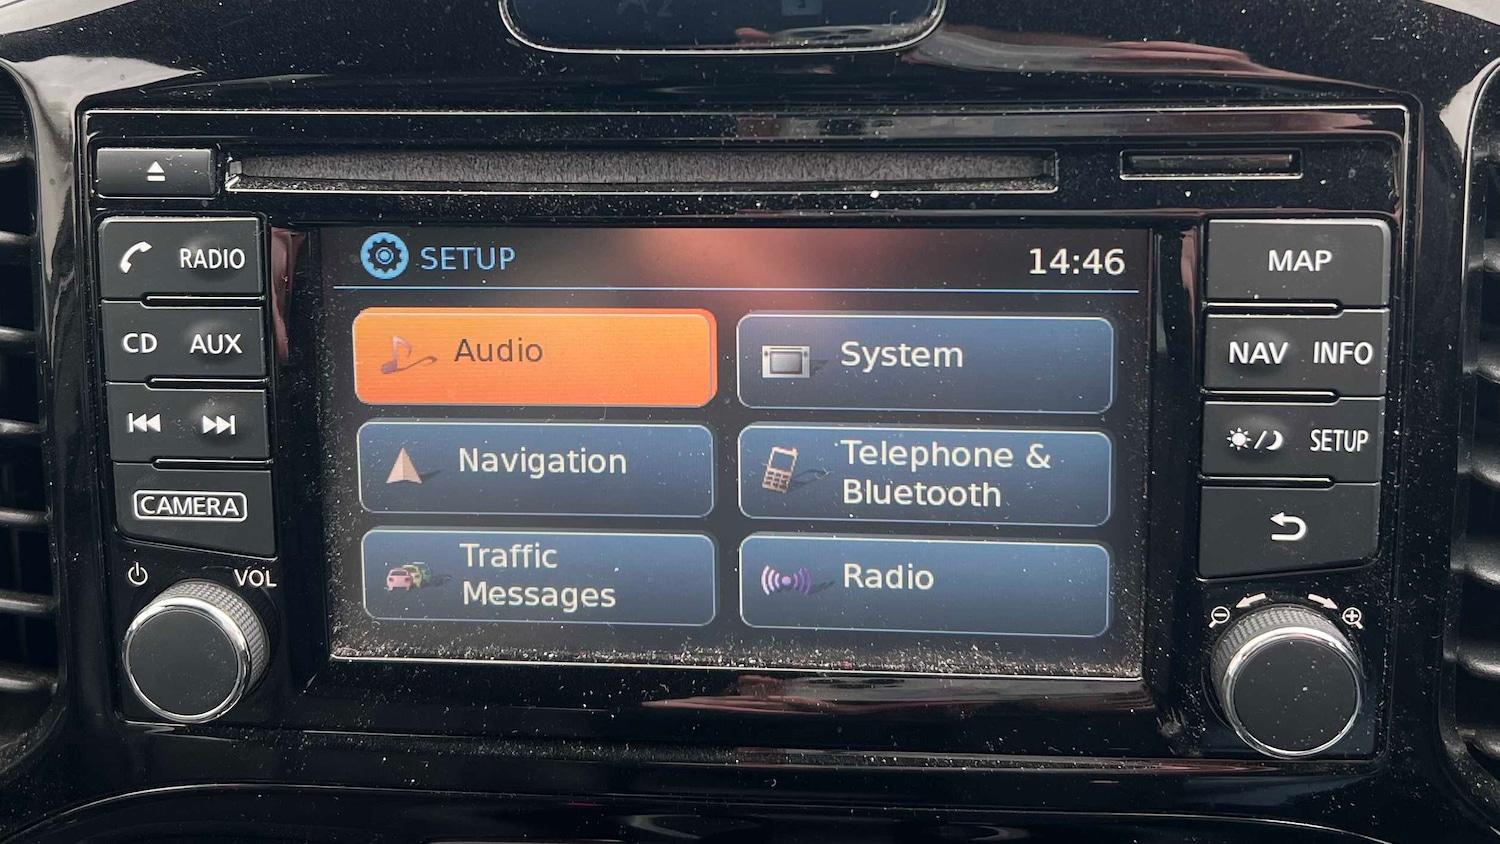 RADIO
CD AUX
CAMERA
VOL
SETUP
14:46
Audio
System
Navigation
Telephone &
Bluetooth
Traffic
Messages
Radio
MAP
NAV INFO
SETUP